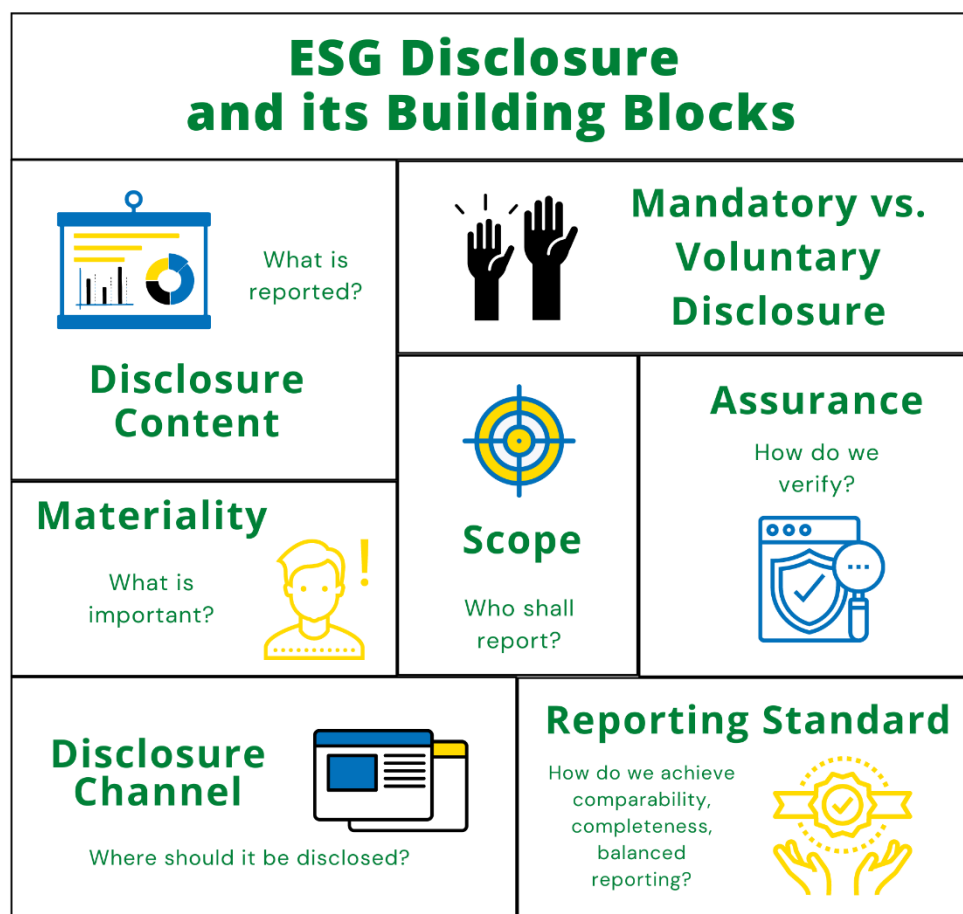 ESG Disclosure
and its Building Blocks
What is
reported?
Disclosure
Content
Mandatory vs.
Voluntary
Disclosure
Materiality
What is
important?
!
Scope
Who shall
report?
Assurance
How do we
verify?
Disclosure
Channel
Where should it be disclosed?
Reporting Standard
How do we achieve
comparability,
completeness,
balanced
reporting?